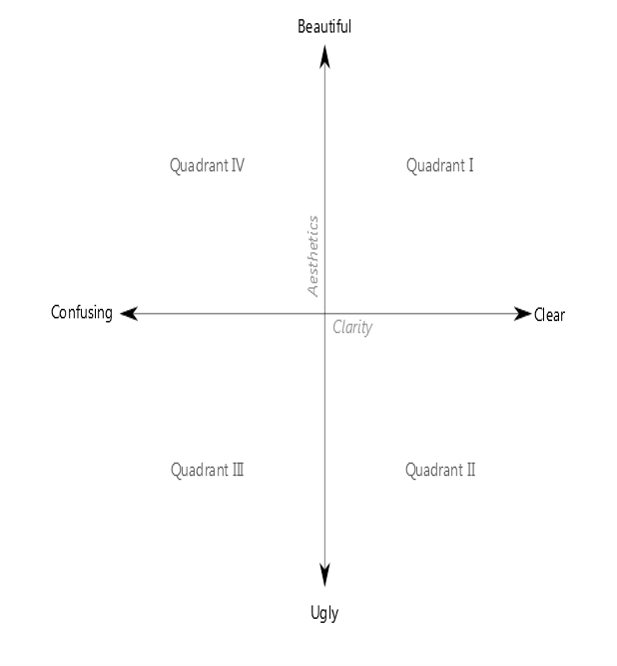 Beautiful
Quadrant IV
Quadrant I
Aesthetics
Confusing
Clear
Clarity
Quadrant III
Quadrant II
Ugly